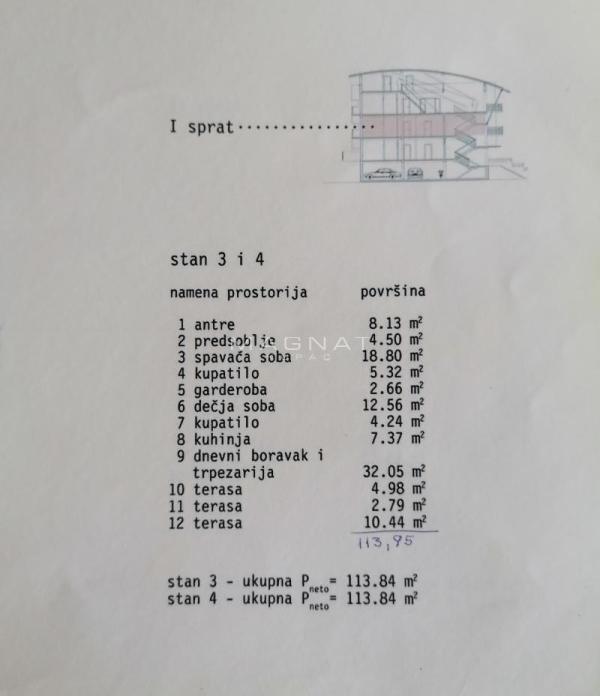 I sprat················
stan 3 i 4
namena prostorija površina
1 antre 8.13 m²
2 predsoblje 4.50 m²
MAGNAT
3 spavaća soba 18.80 m²
4 kupatilo 5.32 m²
5 garderoba 2.66 m²
6 dečja soba 12.56 m²
7 kupatilo 4.24 m²
8 kuhinja 7.37 m²
9 dnevni boravak i
trpezarija 32.05 m²
10 terasa 4.98 m²
11 terasa 2.79 m²
12 terasa 10.44 m²
113,95
stan 3 - ukupna Pneto= 113.84 m²
stan 4 - ukupna Pneto= 113.84 m²